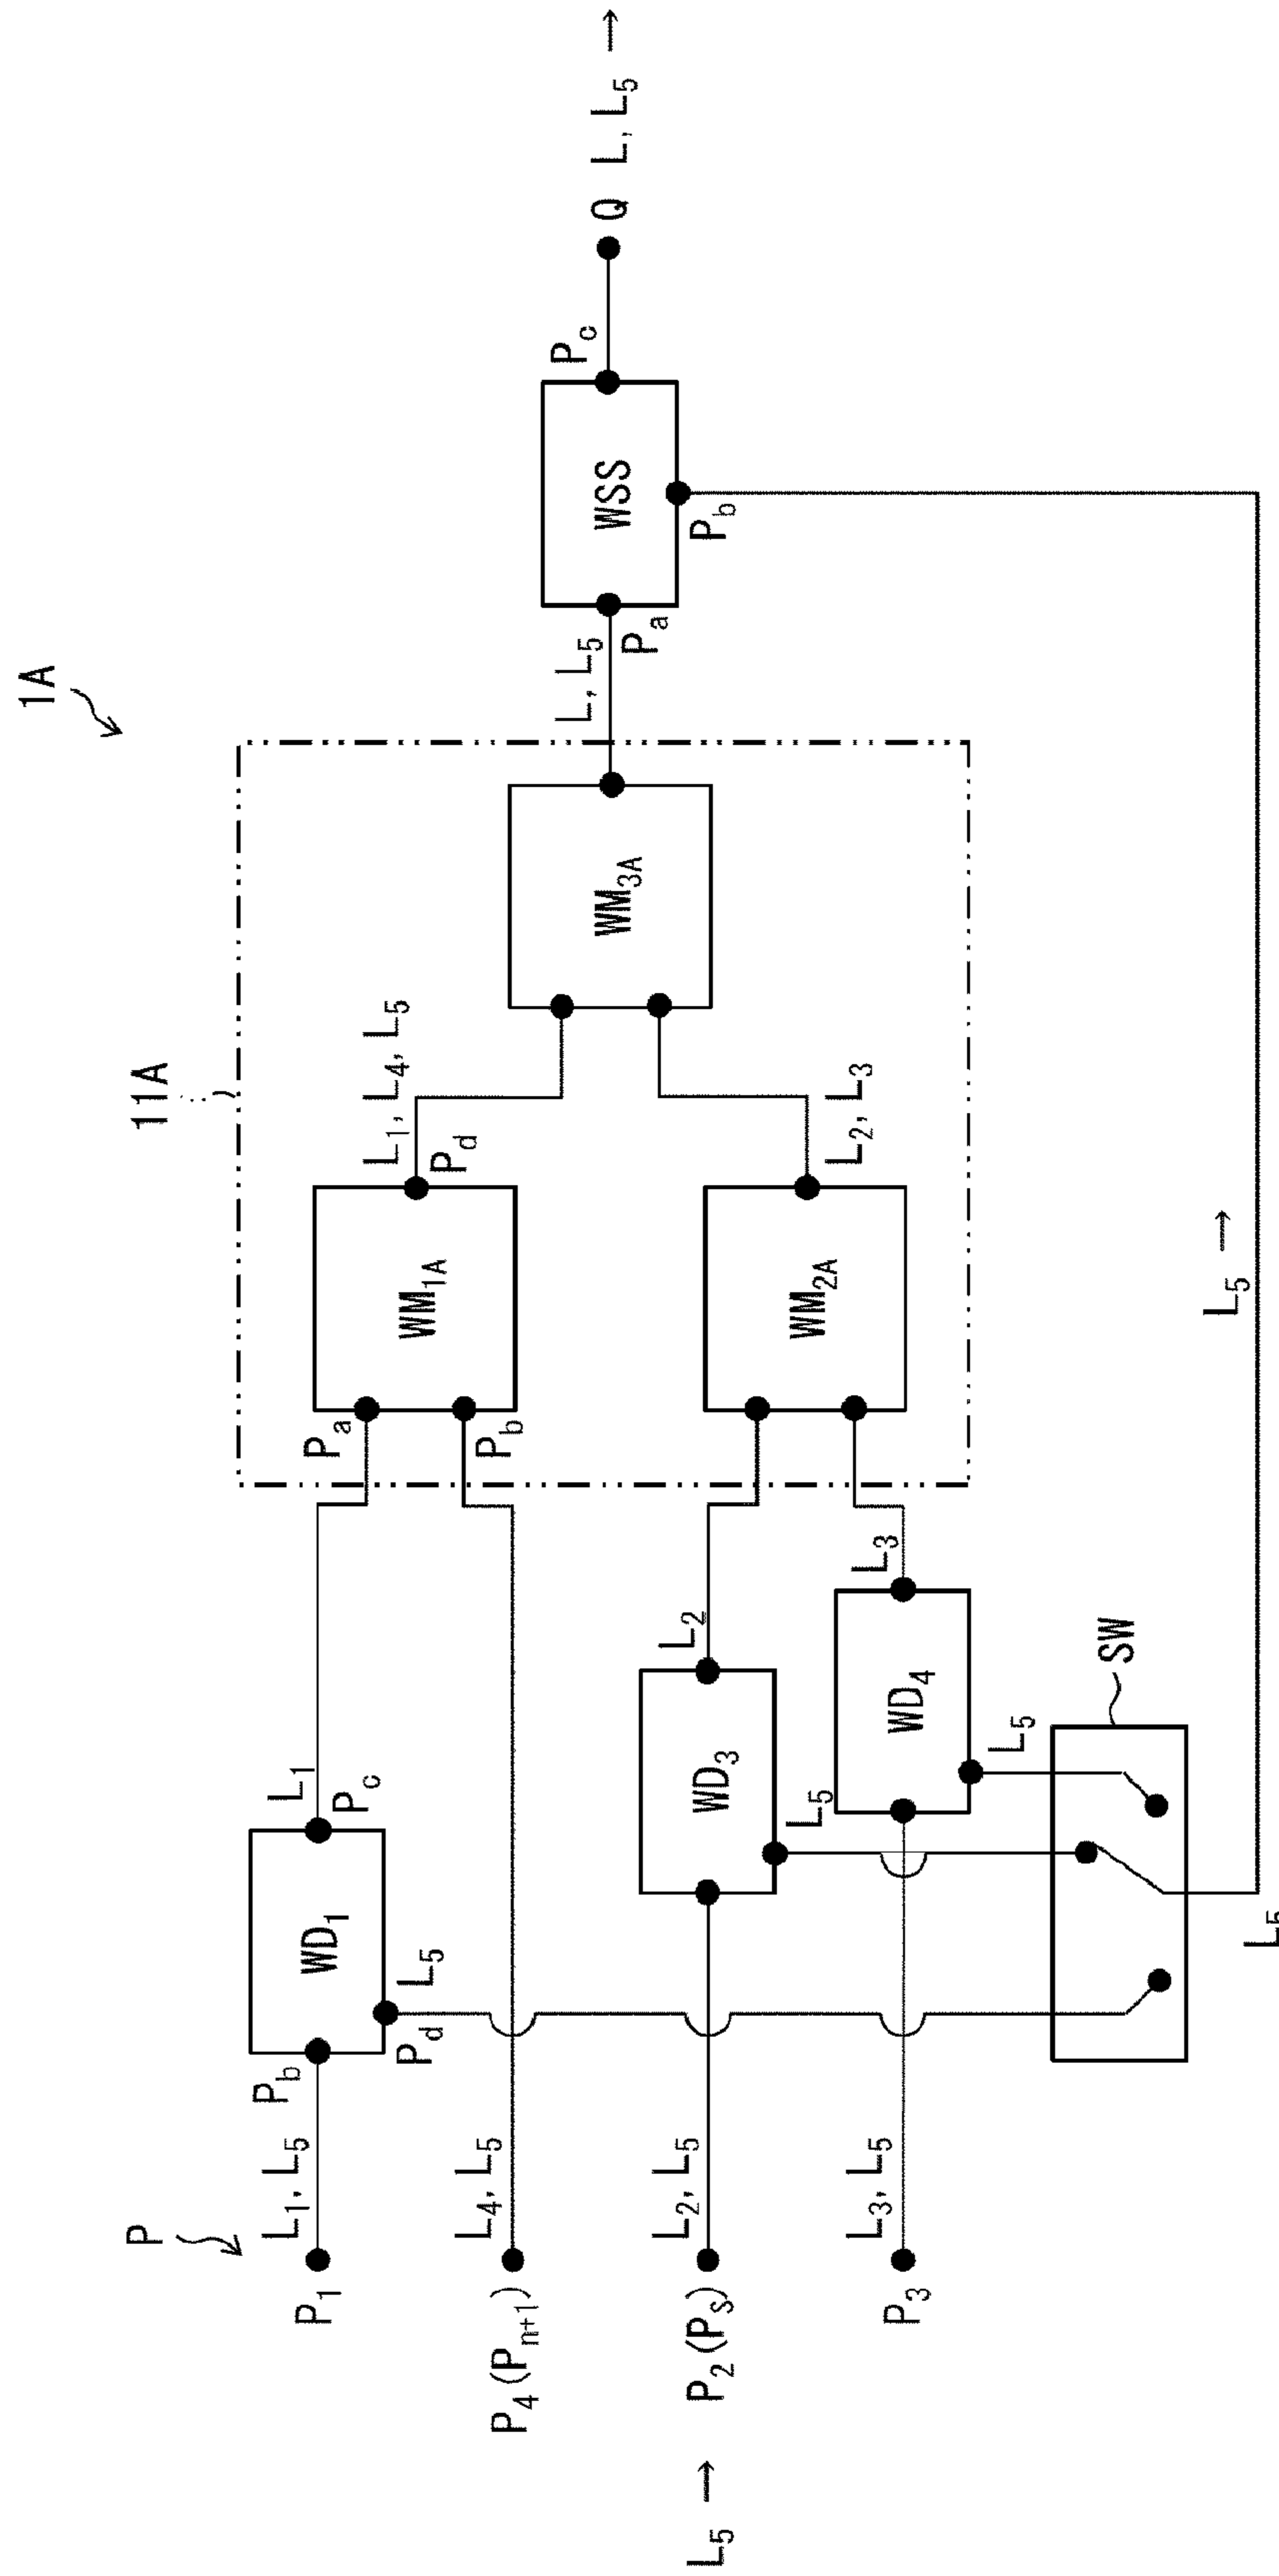 1A
11A
P
P1
L1, L5
Pb
WD1
Pd
L5
Pc
L1
Pa
WM1A
Pb
Pd
L1, L4, L5
P4 (Pn+1)
L4, L5
L5 →
P2 (PS)
L2, L5
WD3
L5
L2
WM2A
L2, L3
WM3A
L, L5
Pa
WSS
Pb
Pc
Q
L, L5 →
P3
L3, L5
WD4
L5
L3
SW
L5
L5 →